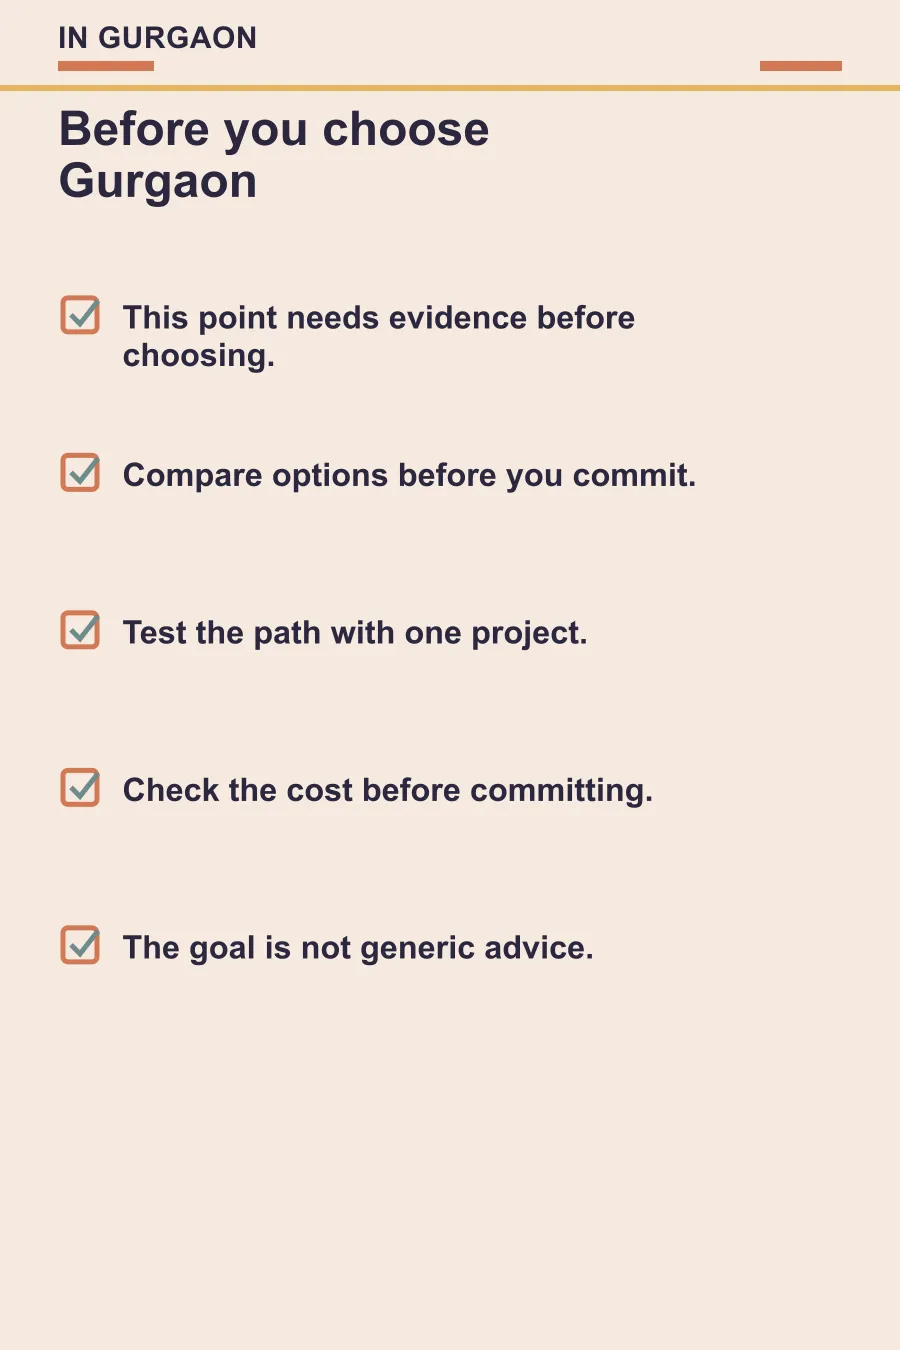 IN GURGAON
Before you choose
Gurgaon
This point needs evidence before
choosing.
Compare options before you commit.
Test the path with one project.
Check the cost before committing.
The goal is not generic advice.